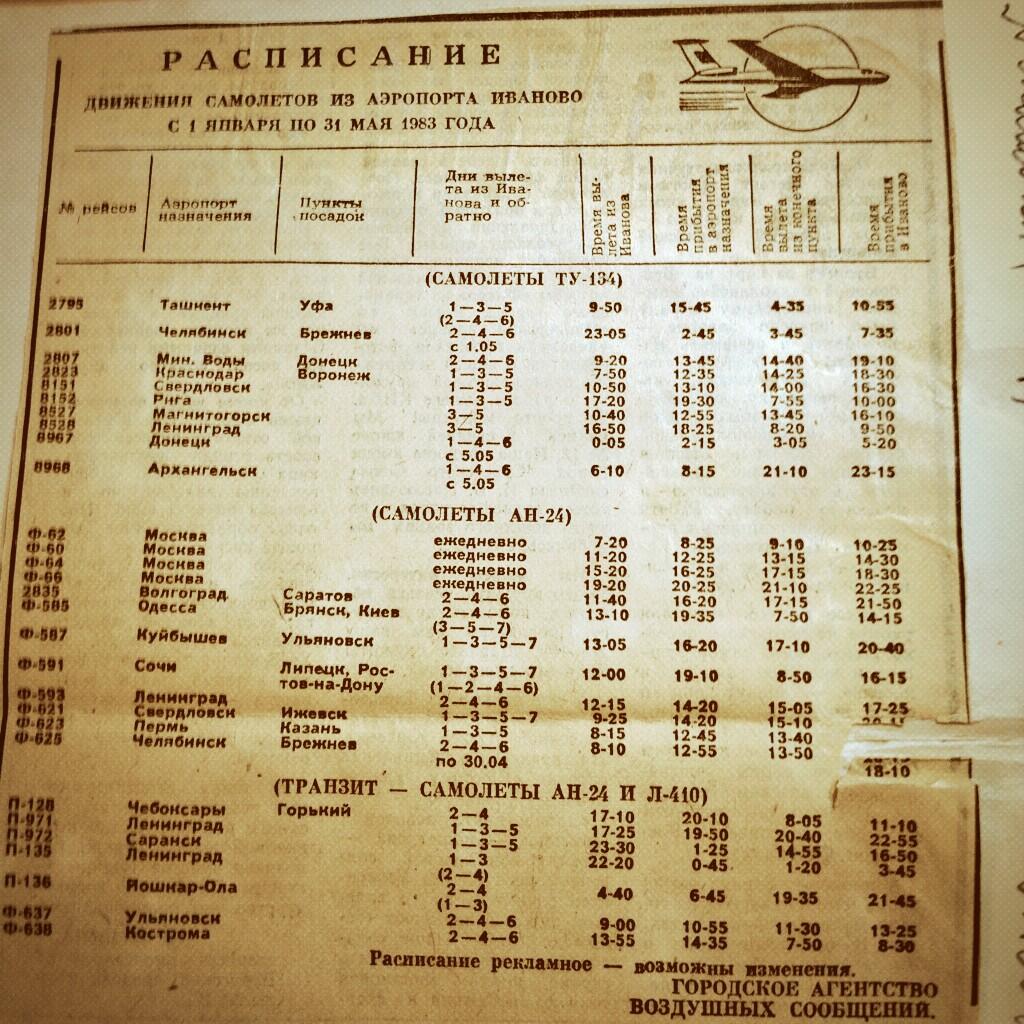 РАСПИСАНИЕ
ДВИЖЕНИЯ САМОЛЕТОВ ИЗ АЭРОПОРТА ИВАНОВО
С 1 ЯНВАРЯ ПО 31 МАЯ 1983 ГОДА
№ рейсов Аэропорт назначения Пункты посадок Дни вылета из Иванова и обратно Время вылета из Иванова Время прибытия в аэропорт назначения Время вылета из конечного пункта Время прибытия в Иваново
(САМОЛЕТЫ ТУ-134)
2795 Ташкент Уфа 1—3—5 9-50 15-45 4-35 10-55
(2—4—6)
2801 Челябинск Брежнев 2—4—6 23-05 2-45 3-45 7-35
с 1.05
2807 Мин. Воды Донецк 2—4—6 9-20 13-45 14-40 19-10
2823 Краснодар Воронеж 1—3—5 7-50 12-35 14-25 18-30
8151 Свердловск 1—3—5 10-50 13-10 14-00 16-30
8152 Рига 1—3—5 17-20 19-30 7-55 10-00
8527 Магнитогорск 3—5 10-40 12-55 13-45 16-10
8528 Ленинград 3—5 16-50 18-25 8-20 9-50
8967 Донецк 1—4—6 0-05 2-15 3-05 5-20
с 5.05
8968 Архангельск 1—4—6 6-10 8-15 21-10 23-15
с 5.05
(САМОЛЕТЫ АН-24)
Ф-62 Москва ежедневно 7-20 8-25 9-10 10-25
Ф-60 Москва ежедневно 11-20 12-25 13-15 14-30
Ф-64 Москва ежедневно 15-20 16-25 17-15 18-30
Ф-66 Москва ежедневно 19-20 20-25 21-10 22-25
2835 Волгоград Саратов 2—4—6 11-40 16-20 17-15 21-50
Ф-585 Одесса Брянск, Киев 2—4—6 13-10 19-35 7-50 14-15
(3—5—7)
Ф-587 Куйбышев Ульяновск 1—3—5—7 13-05 16-20 17-10 20-40
Ф-591 Сочи Липецк, Рос- 1—3—5—7 12-00 19-10 8-50 16-15
тов-на-Дону (1—2—4—6)
Ф-593 Ленинград 2—4—6 12-15 14-20 15-05 17-25
Ф-621 Свердловск Ижевск 1—3—5—7 9-25 14-20 15-10
Ф-623 Пермь Казань 1—3—5 8-15 12-45 13-40
Ф-625 Челябинск Брежнев 2—4—6 8-10 12-55 13-50 18-10
по 30.04
(ТРАНЗИТ — САМОЛЕТЫ АН-24 И Л-410)
П-128 Чебоксары Горький 2—4 17-10 20-10 8-05 11-10
П-971 Ленинград 1—3—5 17-25 19-50 20-40 22-55
П-972 Саранск 1—3—5 23-30 1-25 14-55 16-50
П-135 Ленинград 1—3 22-20 0-45 1-20 3-45
(2—4)
П-136 Йошкар-Ола 2—4 4-40 6-45 19-35 21-45
(1—3)
Ф-637 Ульяновск 2—4—6 9-00 10-55 11-30 13-25
Ф-638 Кострома 2—4—6 13-55 14-35 7-50 8-30
Расписание рекламное — возможны изменения.
ГОРОДСКОЕ АГЕНТСТВО
ВОЗДУШНЫХ СООБЩЕНИЙ.